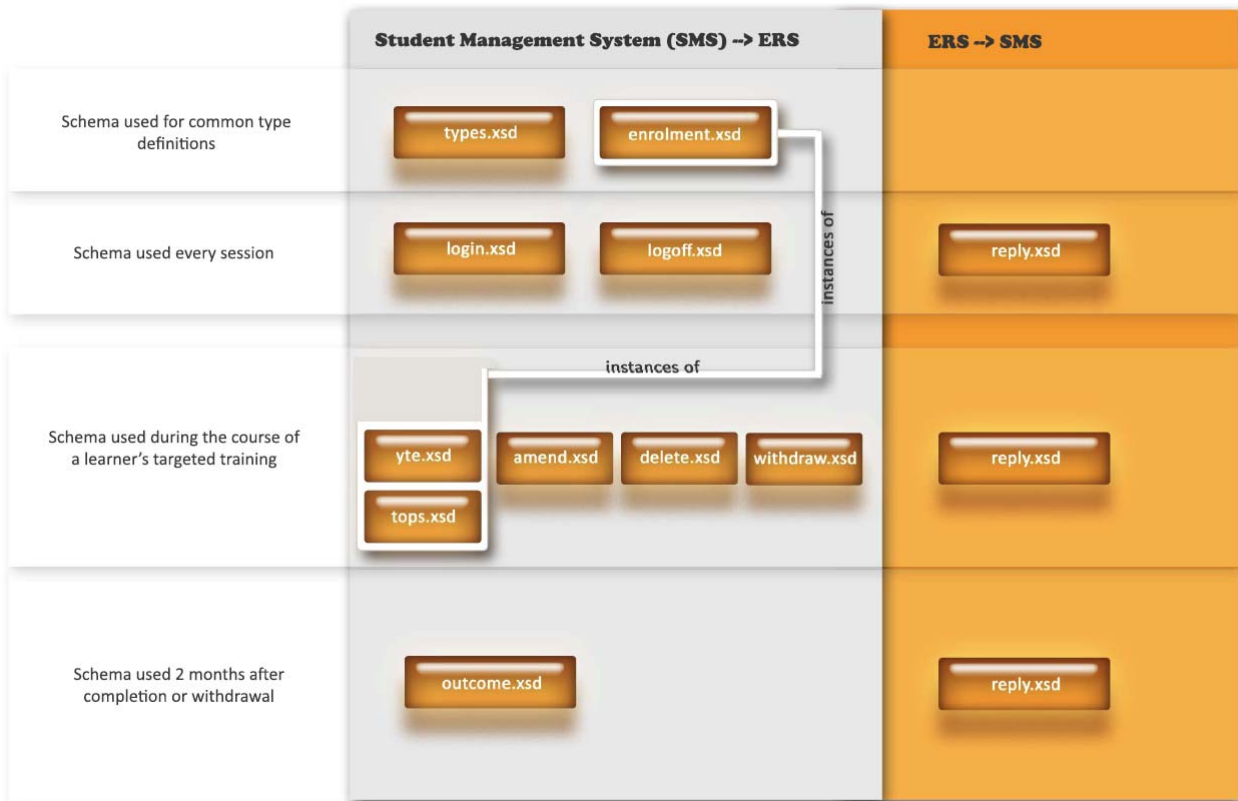 Student Management System (SMS) --> ERS
ERS --> SMS
Schema used for common type
definitions
types.xsd
enrolment.xsd
instances of
Schema used every session
login.xsd
logoff.xsd
reply.xsd
instances of
Schema used during the course of
a learner’s targeted training
yte.xsd
amend.xsd
delete.xsd
withdraw.xsd
reply.xsd
tops.xsd
Schema used 2 months after
completion or withdrawal
outcome.xsd
reply.xsd